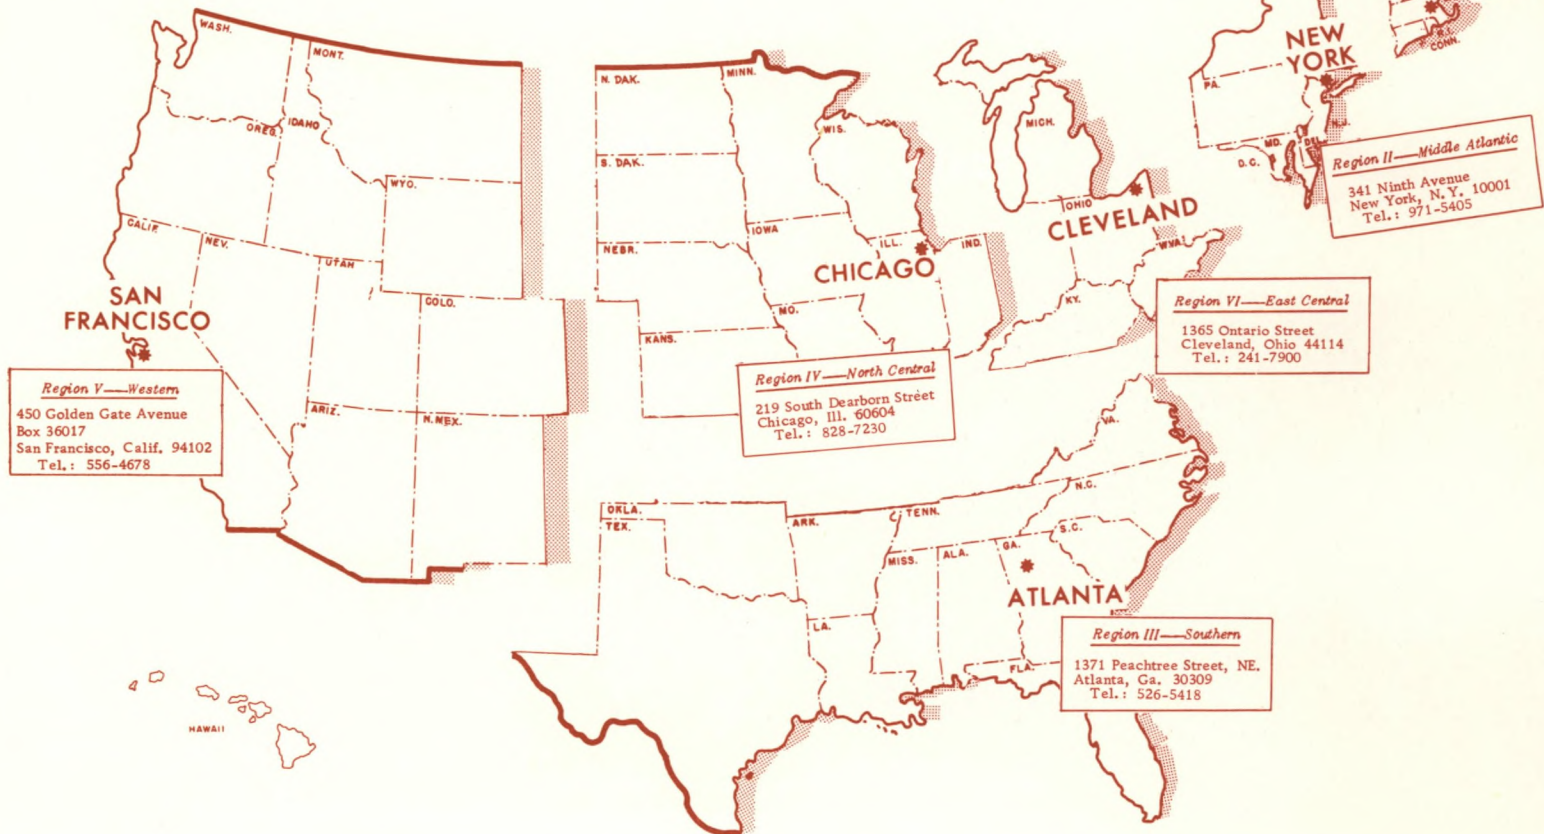 WASH.
MONT.
OREG.
IDAHO
WYO.
CALIF.
NEV.
UTAH
COLO.
ARIZ.
N. MEX.
SAN
FRANCISCO
Region V—Western
450 Golden Gate Avenue
Box 36017
San Francisco, Calif. 94102
Tel.: 556-4678
HAWAII
N. DAK.
MINN.
S. DAK.
WIS.
IOWA
NEBR.
ILL.
IND.
MO.
KANS.
CHICAGO
Region IV—North Central
219 South Dearborn Street
Chicago, Ill. 60604
Tel.: 828-7230
MICH.
OHIO
CLEVELAND
W.VA.
KY.
Region VI—East Central
1365 Ontario Street
Cleveland, Ohio 44114
Tel.: 241-7900
R.I.
CONN.
NEW
YORK
PA.
N.J.
MD.
DEL.
D.C.
Region II—Middle Atlantic
341 Ninth Avenue
New York, N. Y. 10001
Tel.: 971-5405
OKLA.
TEX.
ARK.
TENN.
VA.
N.C.
S.C.
MISS.
ALA.
GA.
LA.
FLA.
ATLANTA
Region III—Southern
1371 Peachtree Street, NE.
Atlanta, Ga. 30309
Tel.: 526-5418